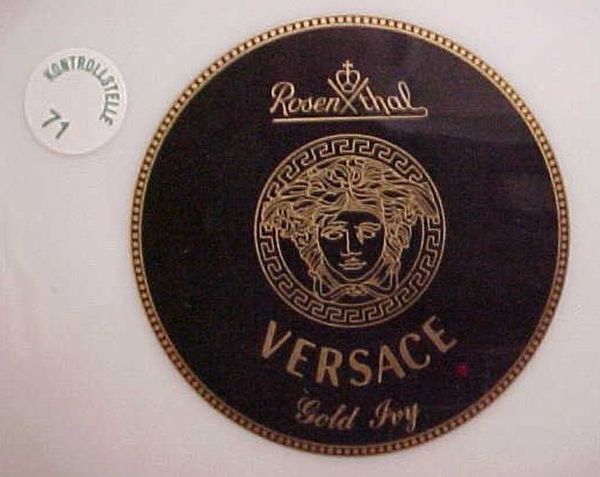 KONTROLLSTELLE
71
Rosenthal
VERSACE
Gold Ivy